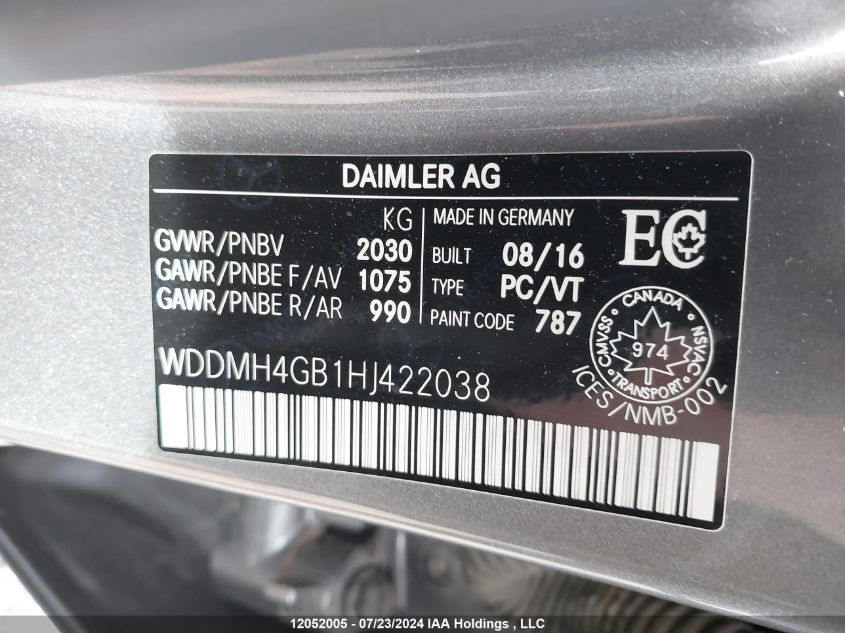 DAIMLER AG
KG
GVWR/PNBV 2030
GAWR/PNBE F/AV 1075
GAWR/PNBE R/AR 990
MADE IN GERMANY
BUILT 08/16
TYPE PC/VT
PAINT CODE 787
EC
CANADA
CMVSS 974 NSVAC
TRANSPORT
ICES/NMB-002
WDDMH4GB1HJ422038
12052005 - 07/23/2024 IAA Holdings , LLC